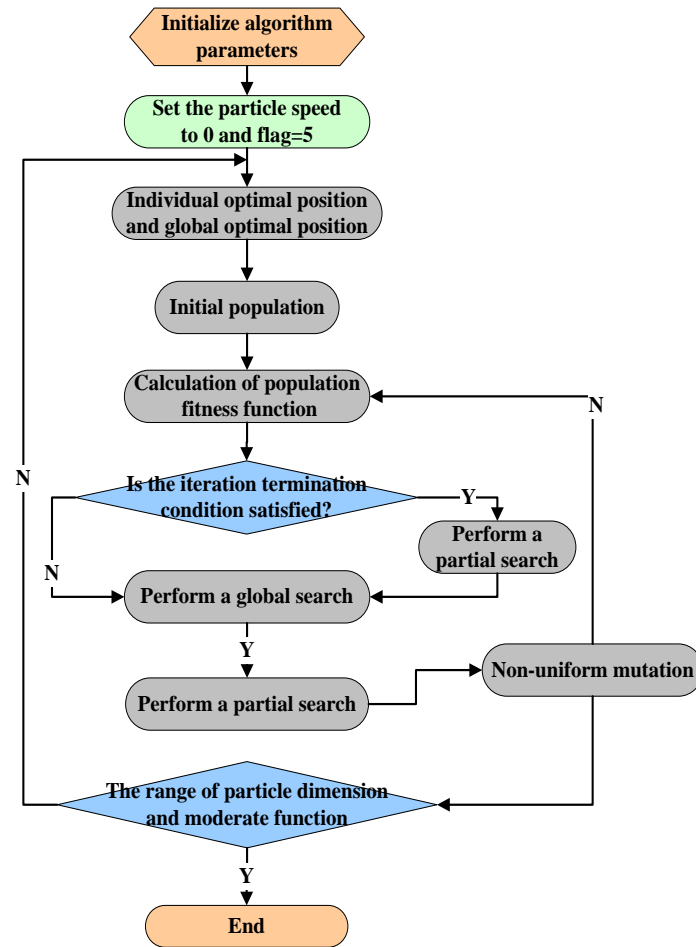 Initialize algorithm
parameters
Set the particle speed
to 0 and flag=5
Individual optimal position
and global optimal position
Initial population
Calculation of population
fitness function
N
N
Is the iteration termination
condition satisfied?
Y
Perform a
partial search
N
Perform a global search
Y
Non-uniform mutation
Perform a partial search
The range of particle dimension
and moderate function
Y
End